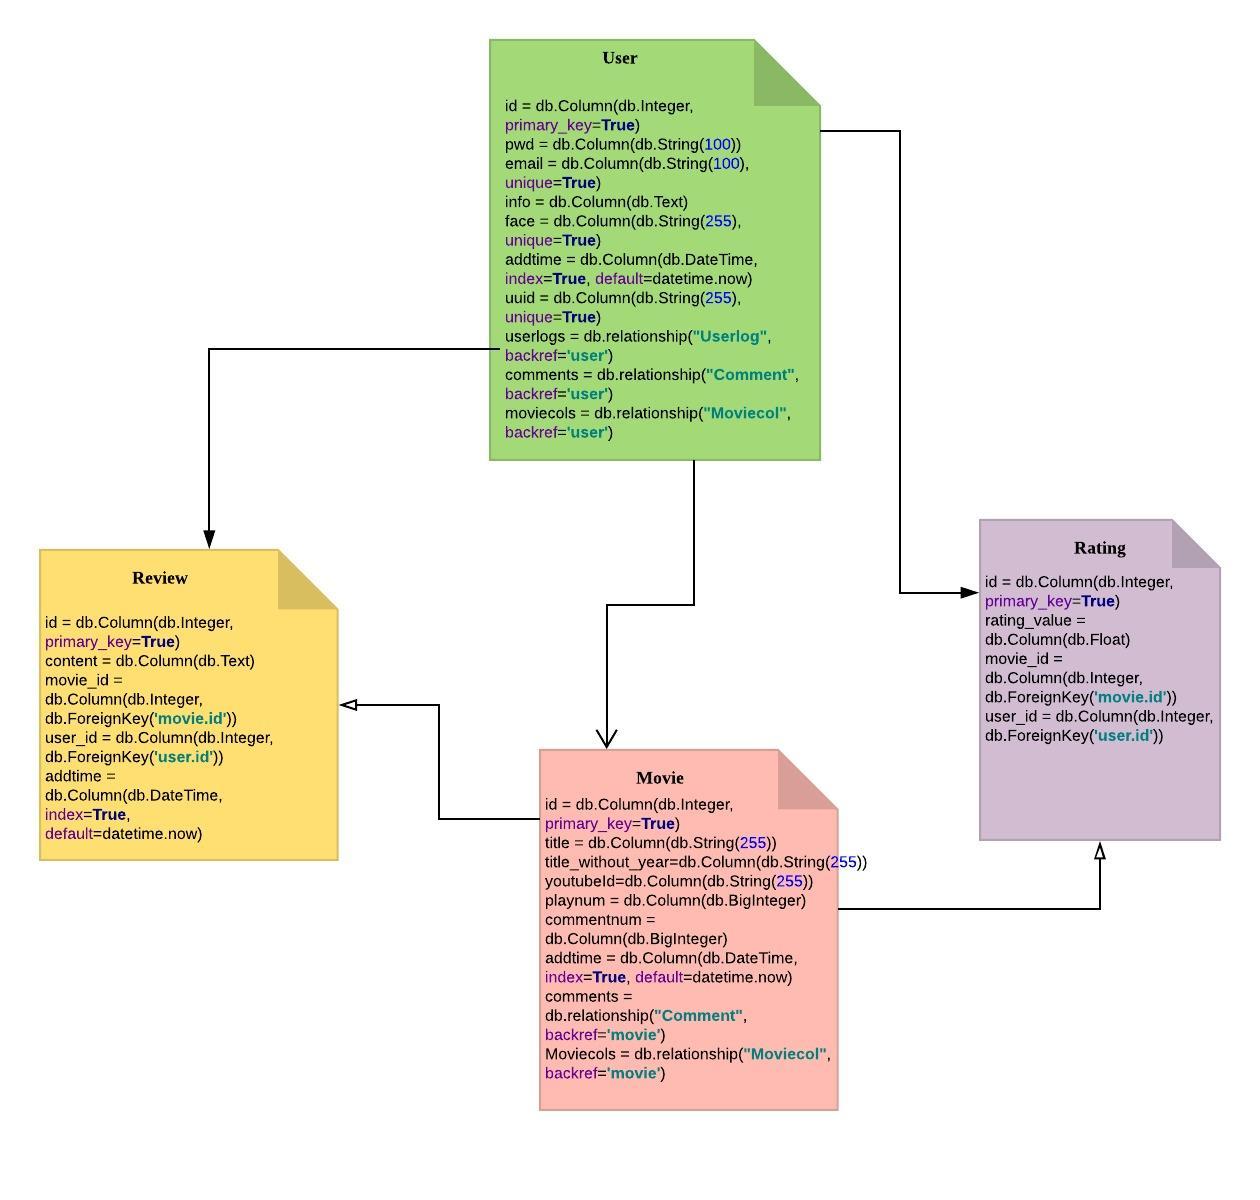 User
id = db.Column(db.Integer,
primary_key=True)
pwd = db.Column(db.String(100))
email = db.Column(db.String(100),
unique=True)
info = db.Column(db.Text)
face = db.Column(db.String(255),
unique=True)
addtime = db.Column(db.DateTime,
index=True, default=datetime.now)
uuid = db.Column(db.String(255),
unique=True)
userlogs = db.relationship("Userlog",
backref='user')
comments = db.relationship("Comment",
backref='user')
moviecols = db.relationship("Moviecol",
backref='user')
Review
id = db.Column(db.Integer,
primary_key=True)
content = db.Column(db.Text)
movie_id =
db.Column(db.Integer,
db.ForeignKey('movie.id'))
user_id = db.Column(db.Integer,
db.ForeignKey('user.id'))
addtime =
db.Column(db.DateTime,
index=True,
default=datetime.now)
Rating
id = db.Column(db.Integer,
primary_key=True)
rating_value =
db.Column(db.Float)
movie_id =
db.Column(db.Integer,
db.ForeignKey('movie.id'))
user_id = db.Column(db.Integer,
db.ForeignKey('user.id'))
Movie
id = db.Column(db.Integer,
primary_key=True)
title = db.Column(db.String(255))
title_without_year=db.Column(db.String(255))
youtubeId=db.Column(db.String(255))
playnum = db.Column(db.BigInteger)
commentnum =
db.Column(db.BigInteger)
addtime = db.Column(db.DateTime,
index=True, default=datetime.now)
comments =
db.relationship("Comment",
backref='movie')
Moviecols = db.relationship("Moviecol",
backref='movie')